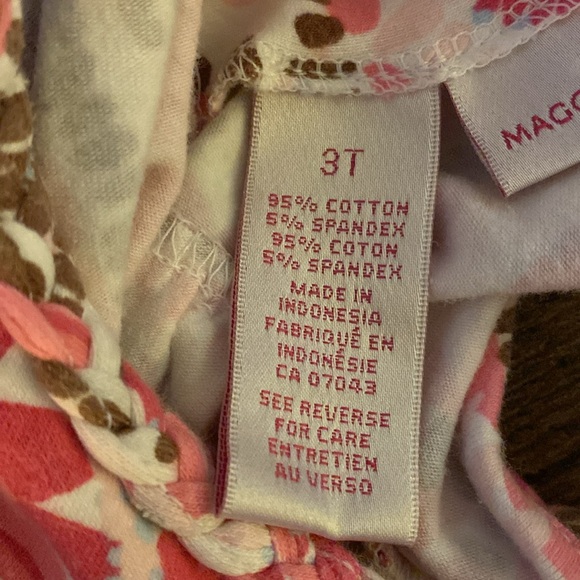 3T
95% COTTON
5% SPANDEX
95% COTON
5% SPANDEX
MADE IN
INDONESIA
FABRIQUÉ EN
INDONÉSIE
CA 07043
SEE REVERSE
FOR CARE
ENTRETIEN
AU VERSO